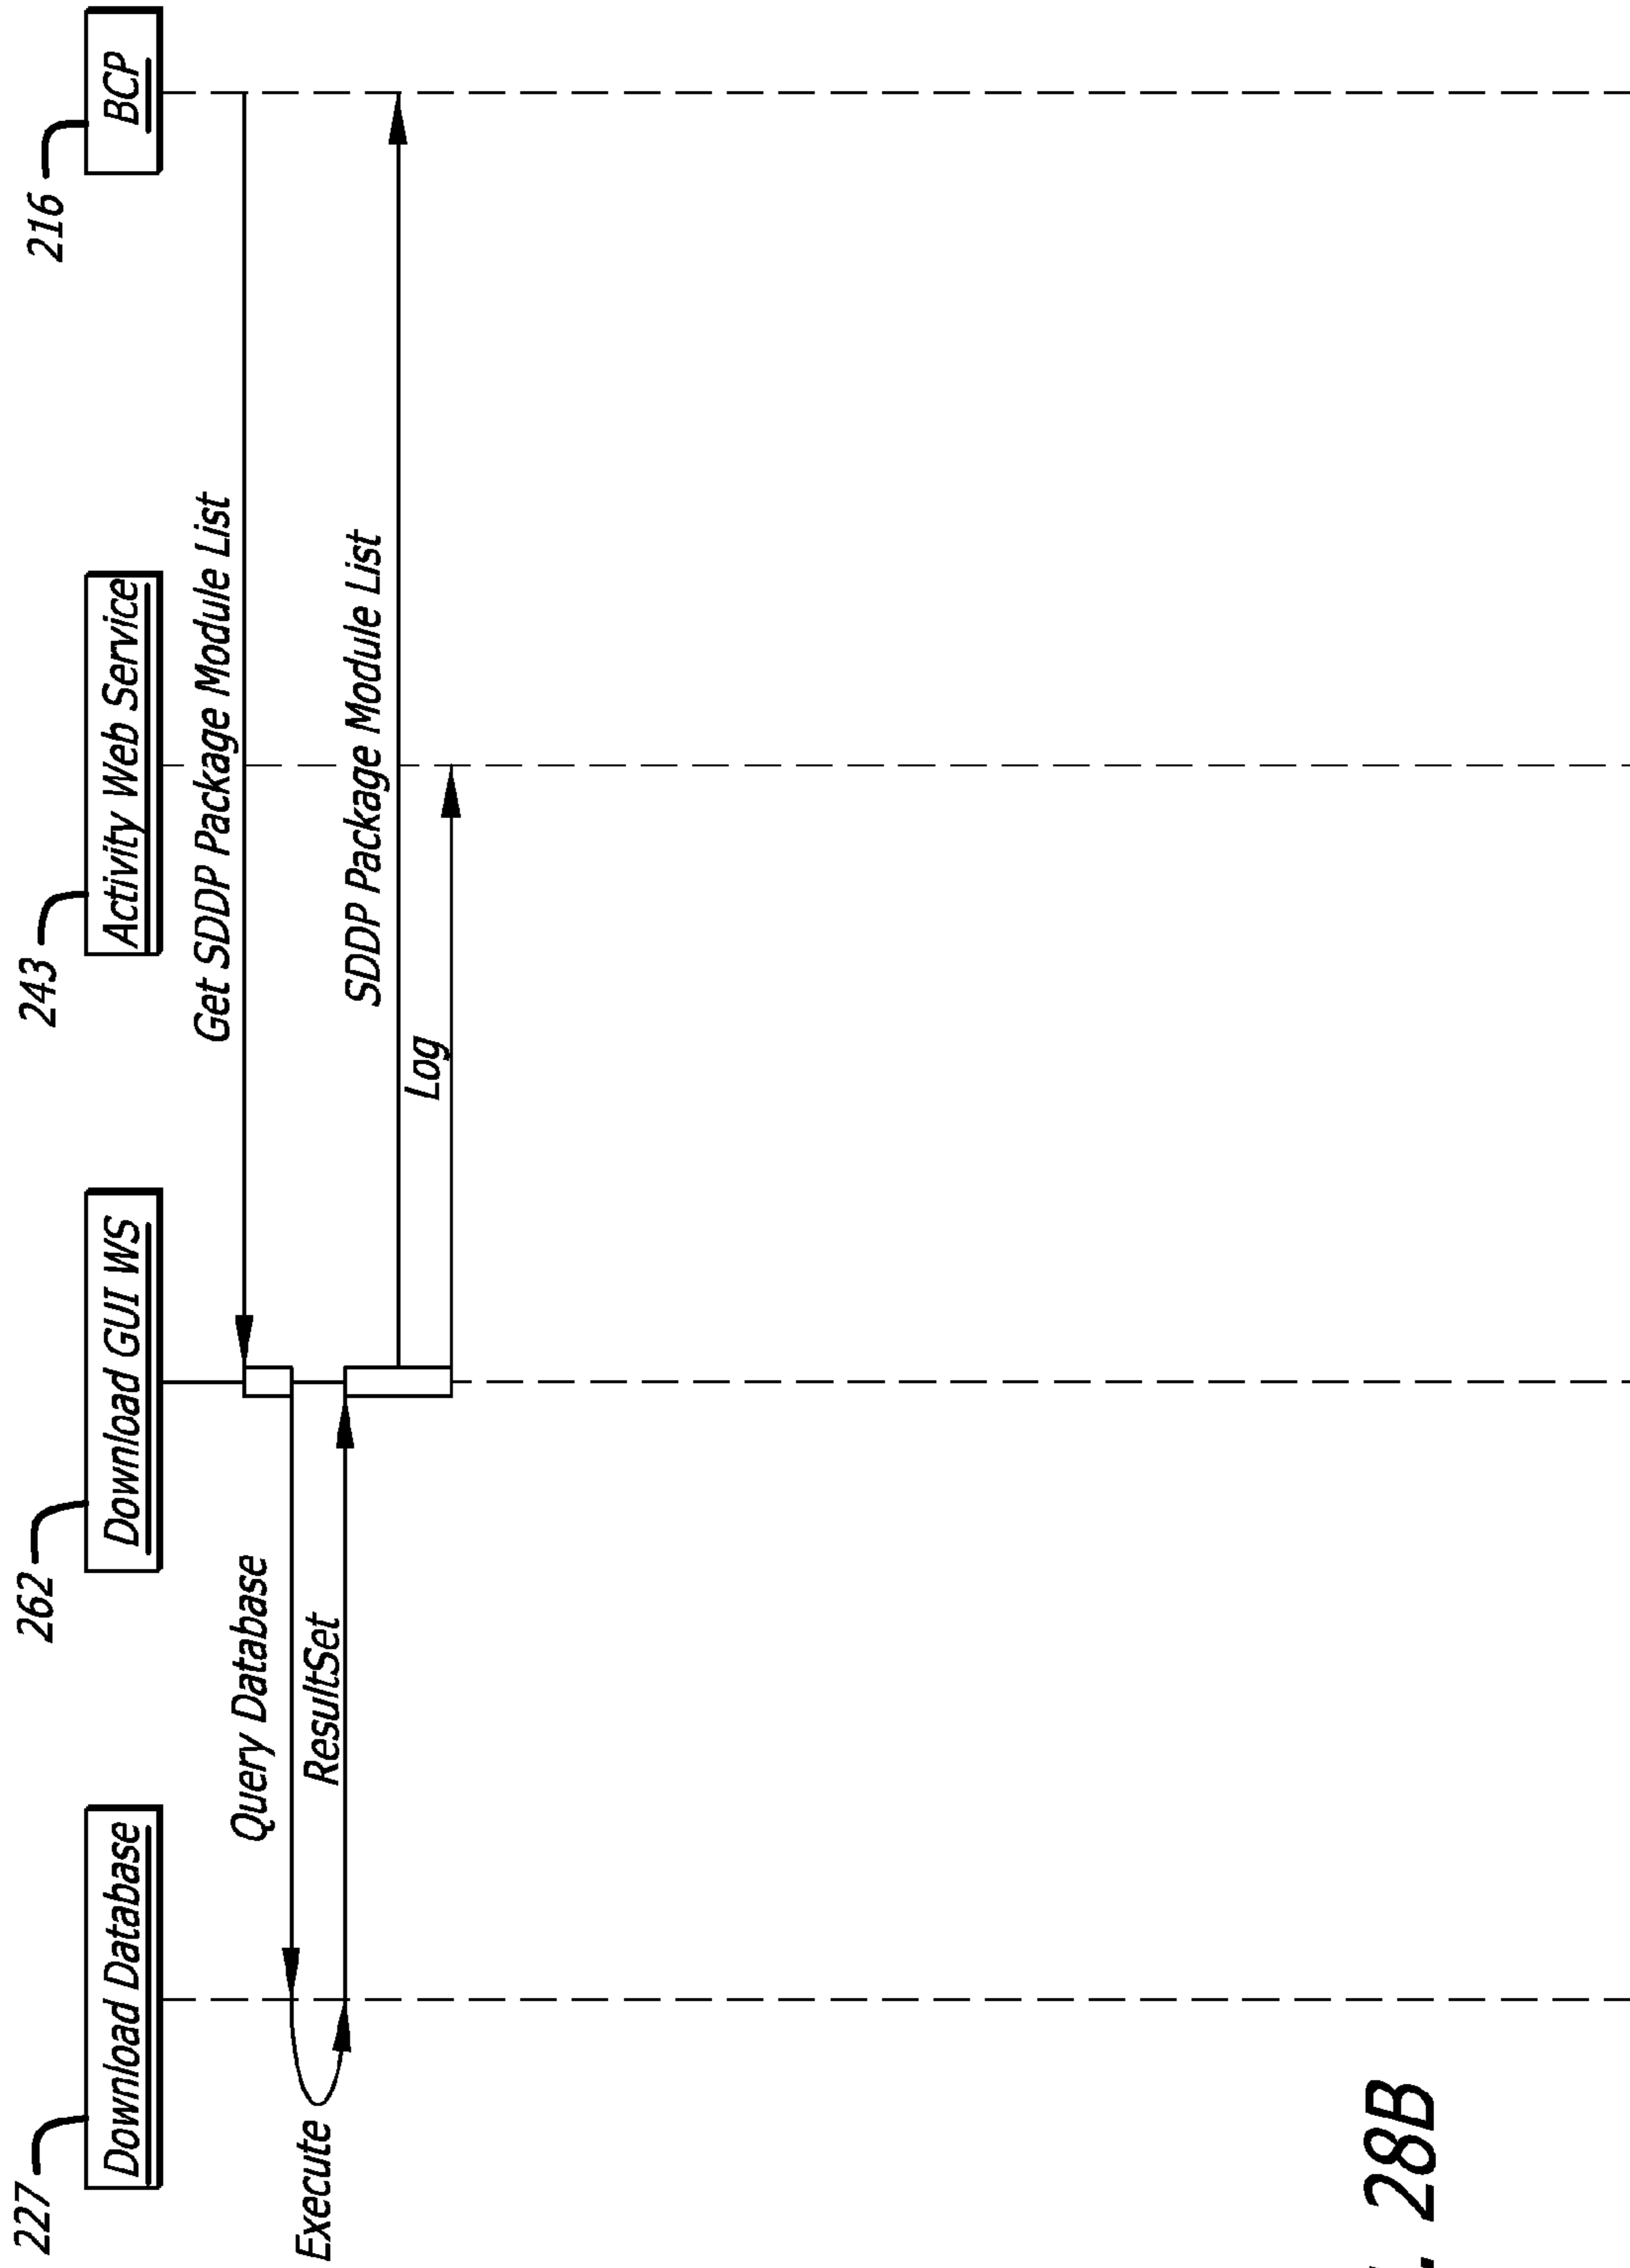 227
262
243
216
Download Database
Download GUI WS
Activity Web Service
BCP
Get SDDP Package Module List
Query Database
Execute
ResultSet
SDDP Package Module List
Log
. 28B